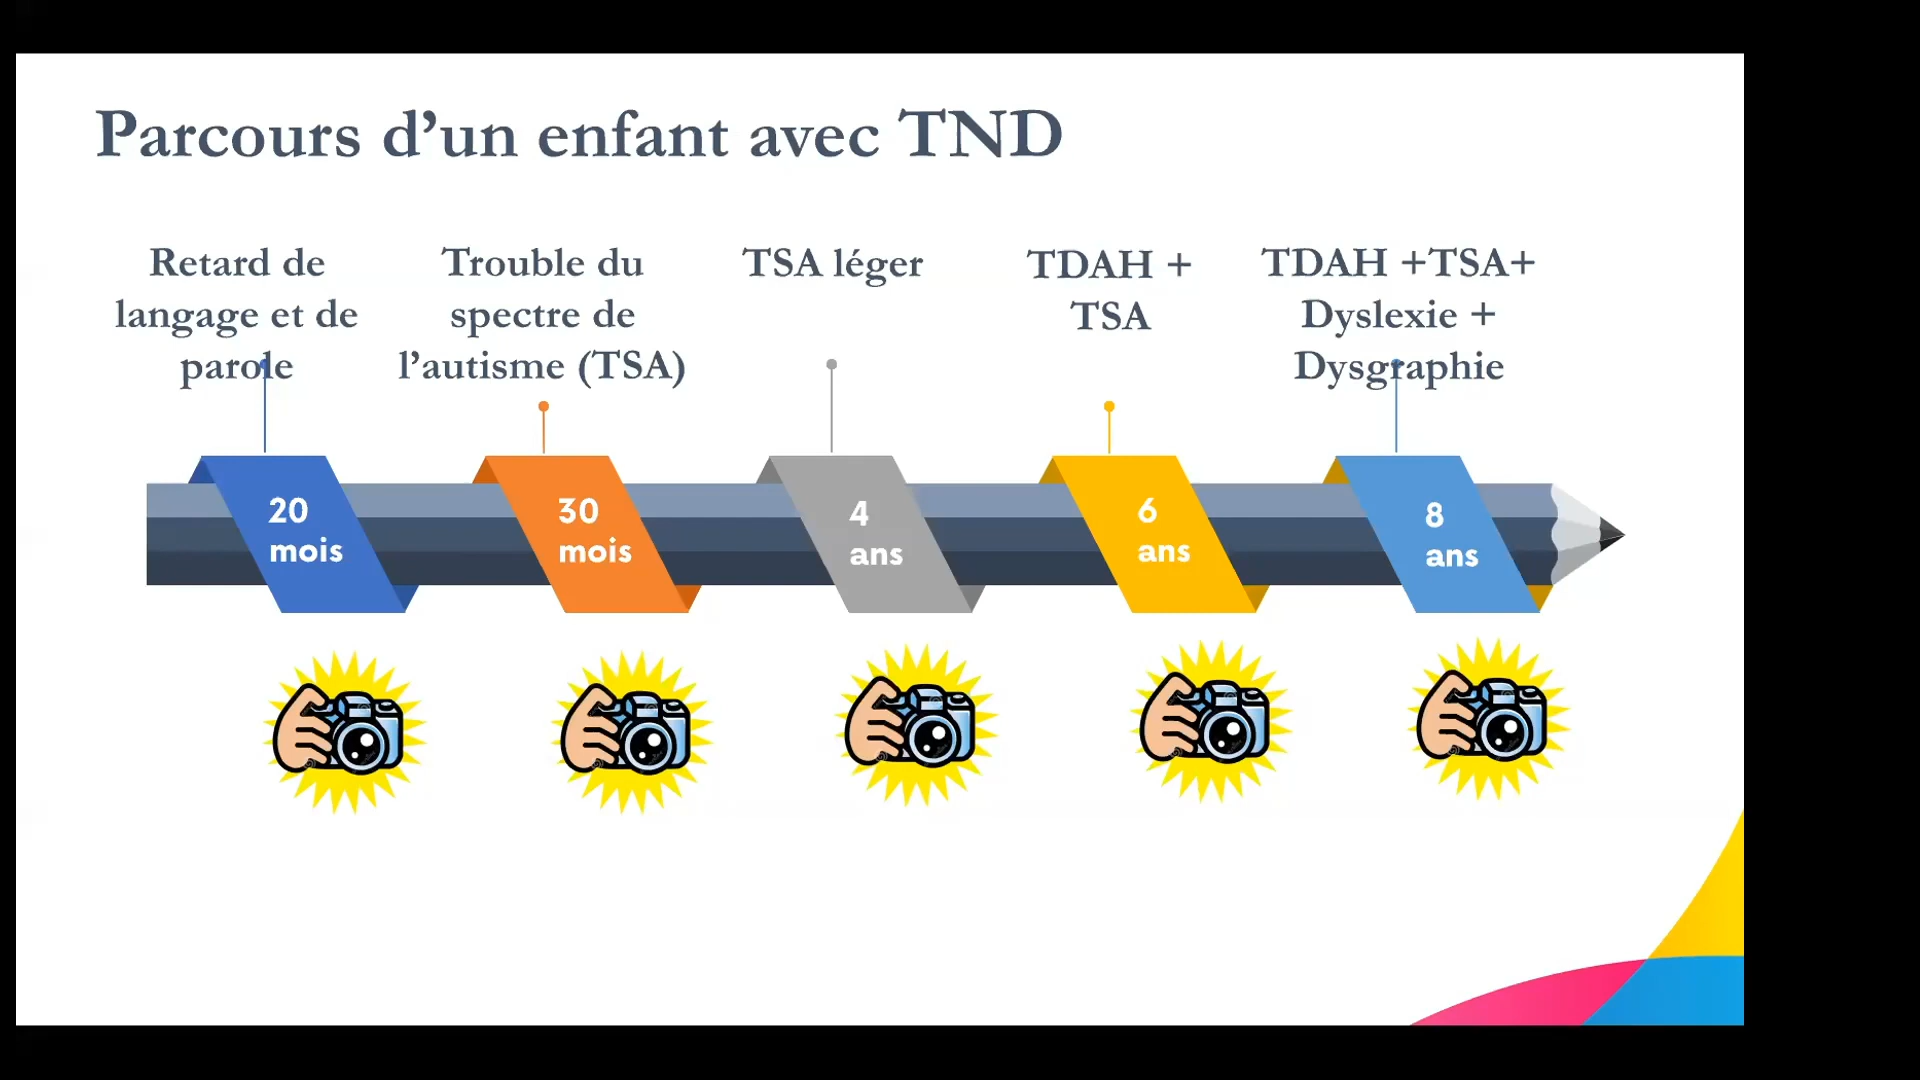 Parcours d’un enfant avec TND
Retard de
langage et de
parole
Trouble du
spectre de
l’autisme (TSA)
TSA léger
TDAH +
TSA
TDAH +TSA+
Dyslexie +
Dysgraphie
20
mois
30
mois
4
ans
6
ans
8
ans